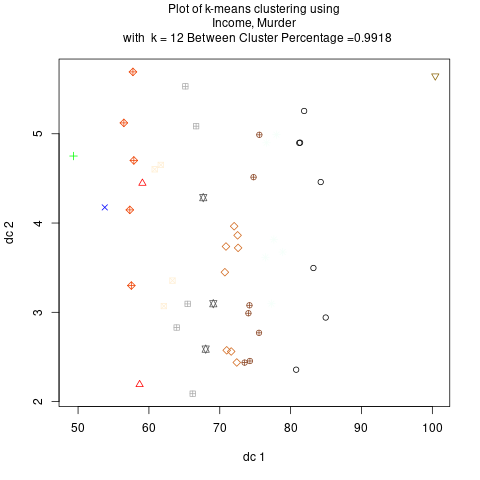 Plot of k-means clustering using
Income, Murder
with k = 12 Between Cluster Percentage =0.9918
dc 2
5
4
3
2
50 60 70 80 90 100
dc 1